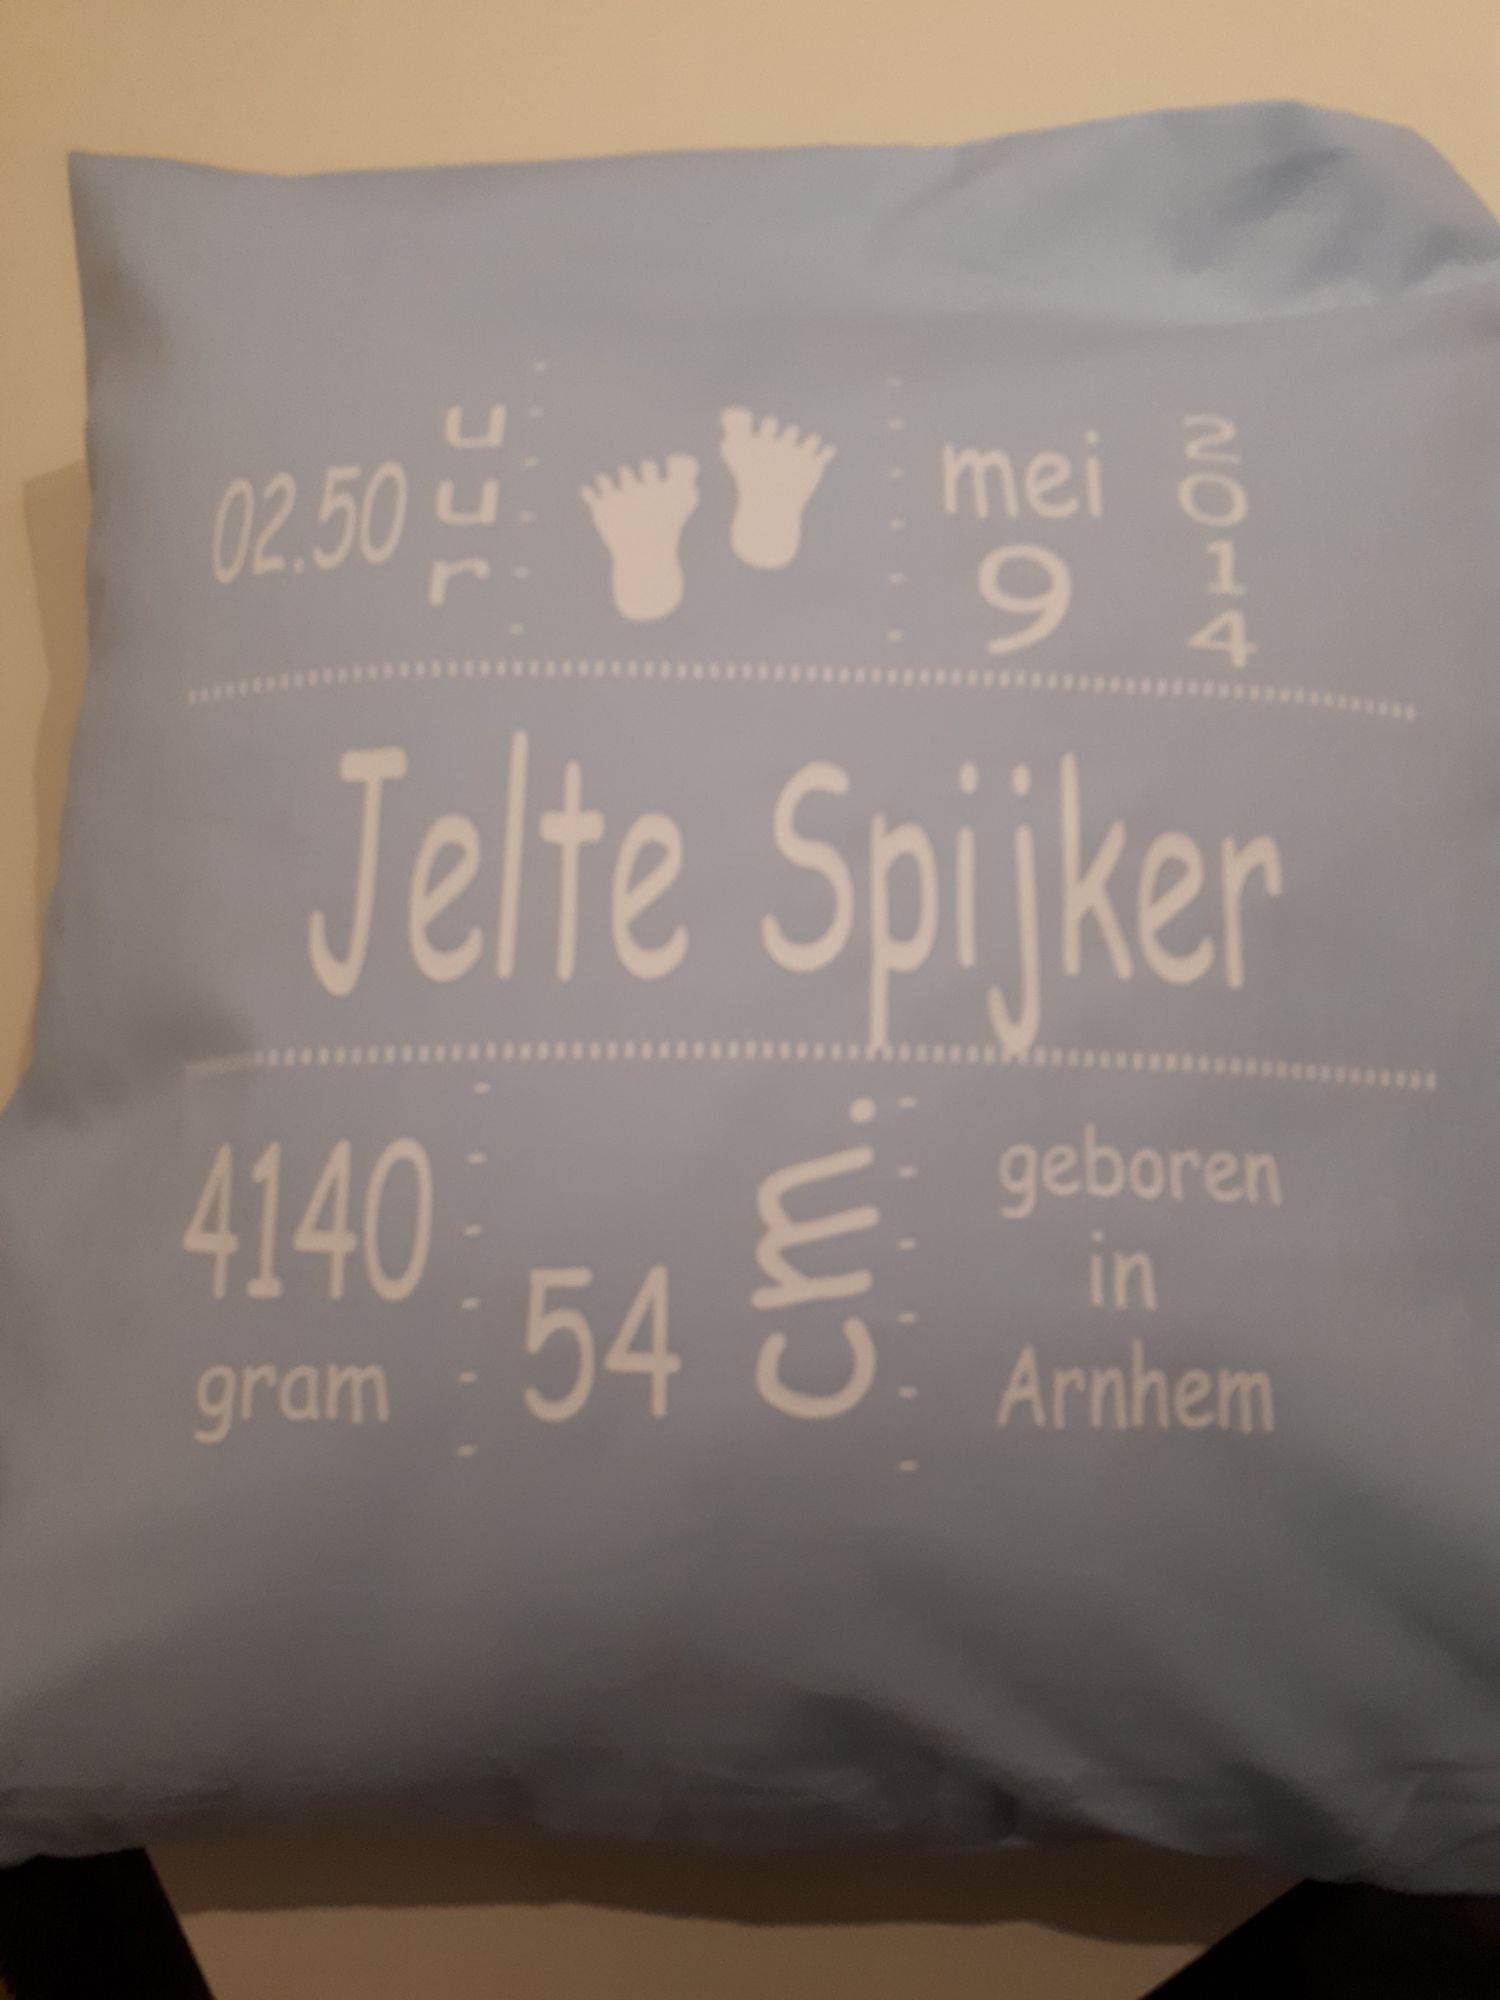 02.50 uur
mei 2014
9
Jelte Spijker
4140
gram
54 cm.
geboren
in
Arnhem